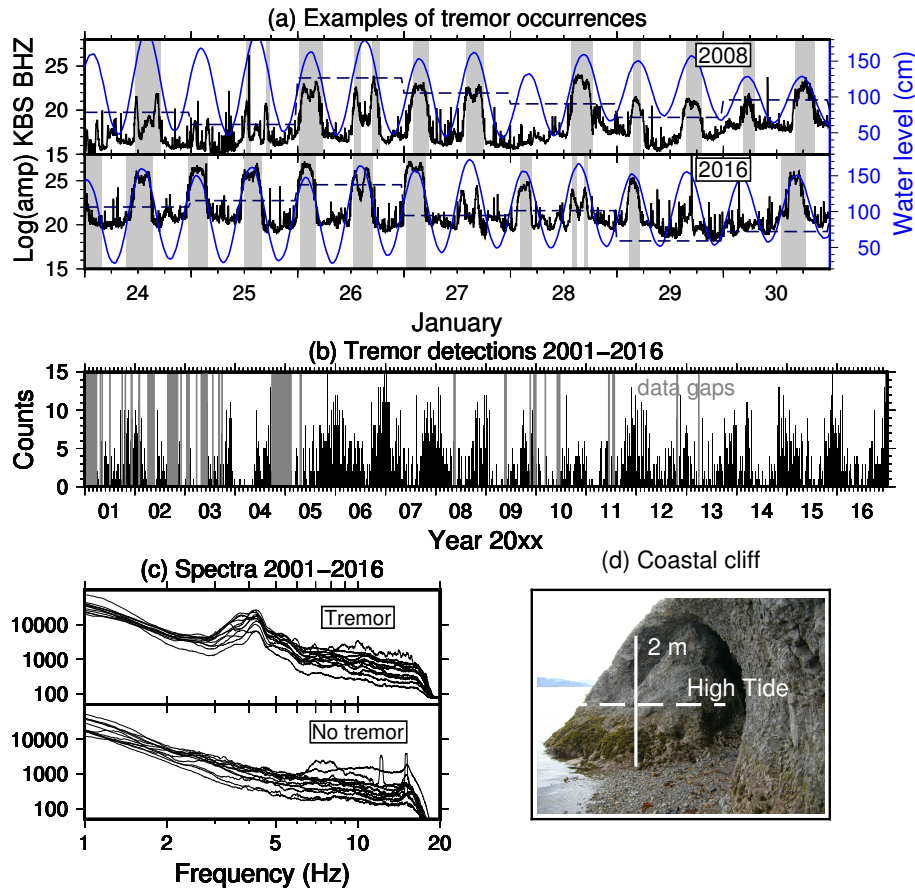 (a) Examples of tremor occurrences
Log(amp) KBS BHZ
25
20
15
2008
150
100
50
Water level (cm)
25
20
15
2016
150
100
50
24 25 26 27 28 29 30
January
(b) Tremor detections 2001−2016
Counts
15
10
5
0
data gaps
01 02 03 04 05 06 07 08 09 10 11 12 13 14 15 16
Year 20xx
(c) Spectra 2001−2016
10000
1000
100
Tremor
10000
1000
100
No tremor
1 2 5 10 20
Frequency (Hz)
(d) Coastal cliff
2 m
High Tide